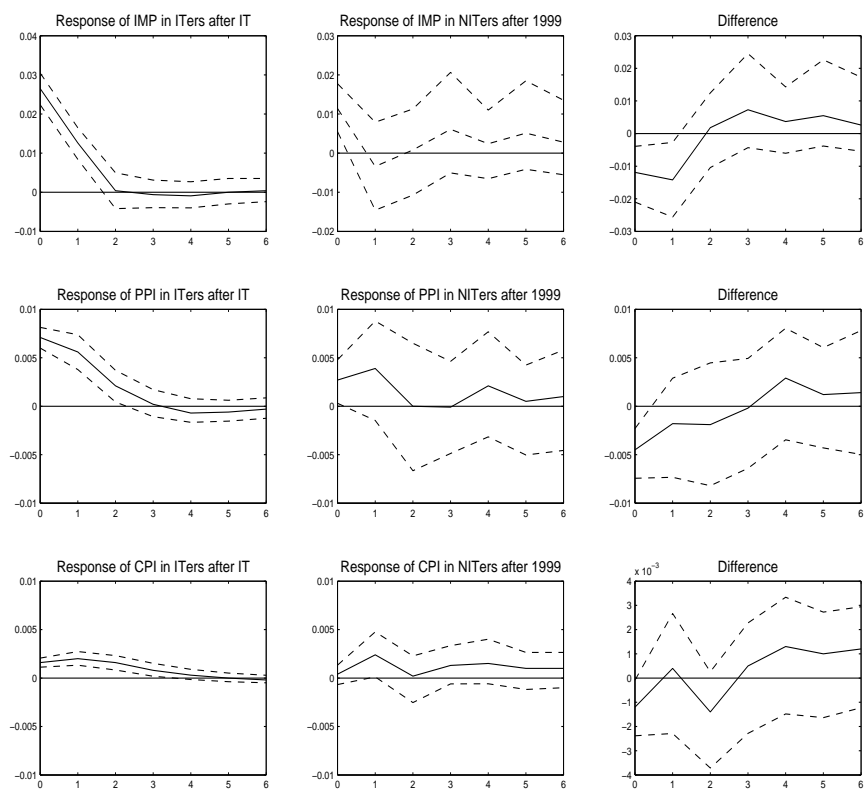 Response of IMP in ITers after IT
0.04
0.03
0.02
0.01
0
−0.01
0 1 2 3 4 5 6
Response of IMP in NITers after 1999
0.03
0.02
0.01
0
−0.01
−0.02
0 1 2 3 4 5 6
Difference
0.03
0.02
0.01
0
−0.01
−0.02
−0.03
0 1 2 3 4 5 6
Response of PPI in ITers after IT
0.01
0.005
0
−0.005
−0.01
0 1 2 3 4 5 6
Response of PPI in NITers after 1999
0.01
0.005
0
−0.005
−0.01
0 1 2 3 4 5 6
Difference
0.01
0.005
0
−0.005
−0.01
0 1 2 3 4 5 6
Response of CPI in ITers after IT
0.01
0.005
0
−0.005
−0.01
0 1 2 3 4 5 6
Response of CPI in NITers after 1999
0.01
0.005
0
−0.005
−0.01
0 1 2 3 4 5 6
Difference
x 10−3
4
3
2
1
0
−1
−2
−3
−4
0 1 2 3 4 5 6